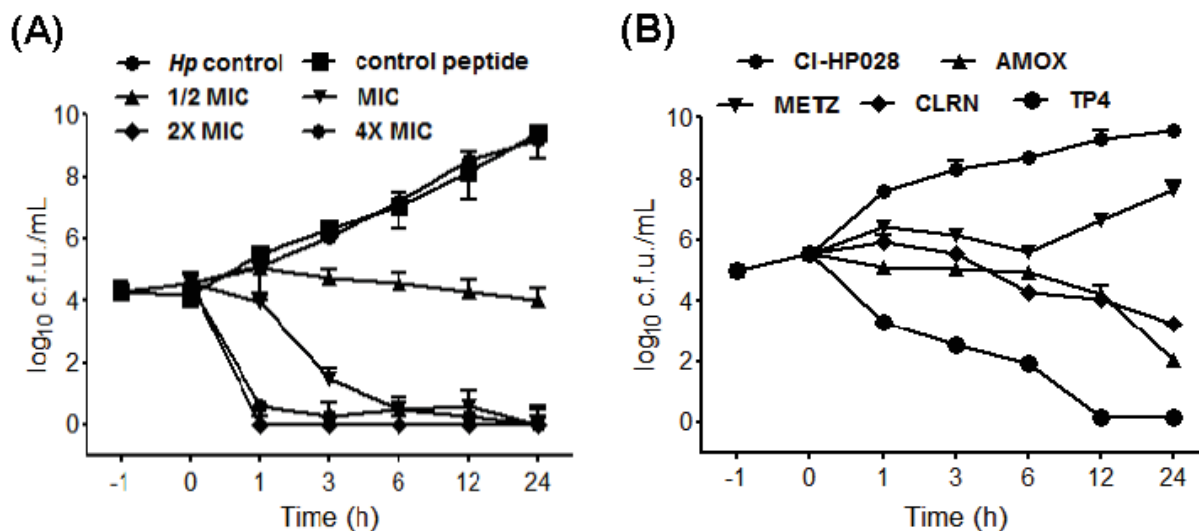 (A)
Hp control control peptide
1/2 MIC MIC
2X MIC 4X MIC
log10 c.f.u./mL
10
8
6
4
2
0
-1 0 1 3 6 12 24
Time (h)
(B)
CI-HP028 AMOX
METZ CLRN TP4
log10 c.f.u./mL
10
8
6
4
2
0
-1 0 1 3 6 12 24
Time (h)